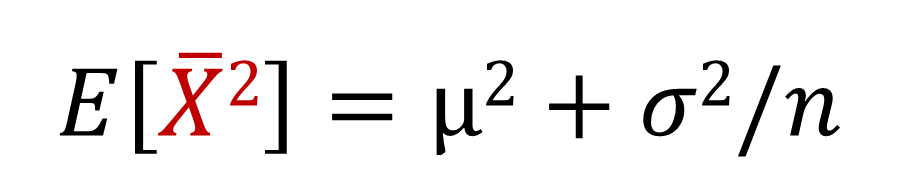 E[X̄²] = μ² + σ²/n